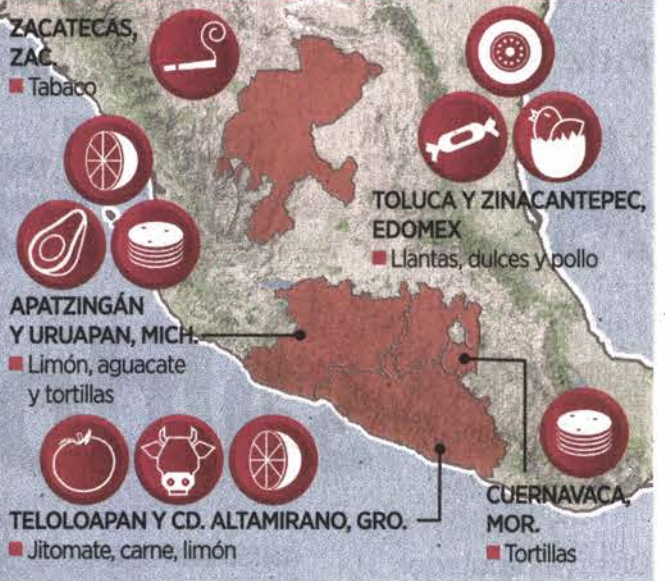 ZACATECAS,
ZAC.
Tabaco
TOLUCA Y ZINACANTEPEC,
EDOMEX
Llantas, dulces y pollo
APATZINGÁN
Y URUAPAN, MICH.
Limón, aguacate
y tortillas
TELOLOAPAN Y CD. ALTAMIRANO, GRO.
Jitomate, carne, limón
CUERNAVACA,
MOR.
Tortillas